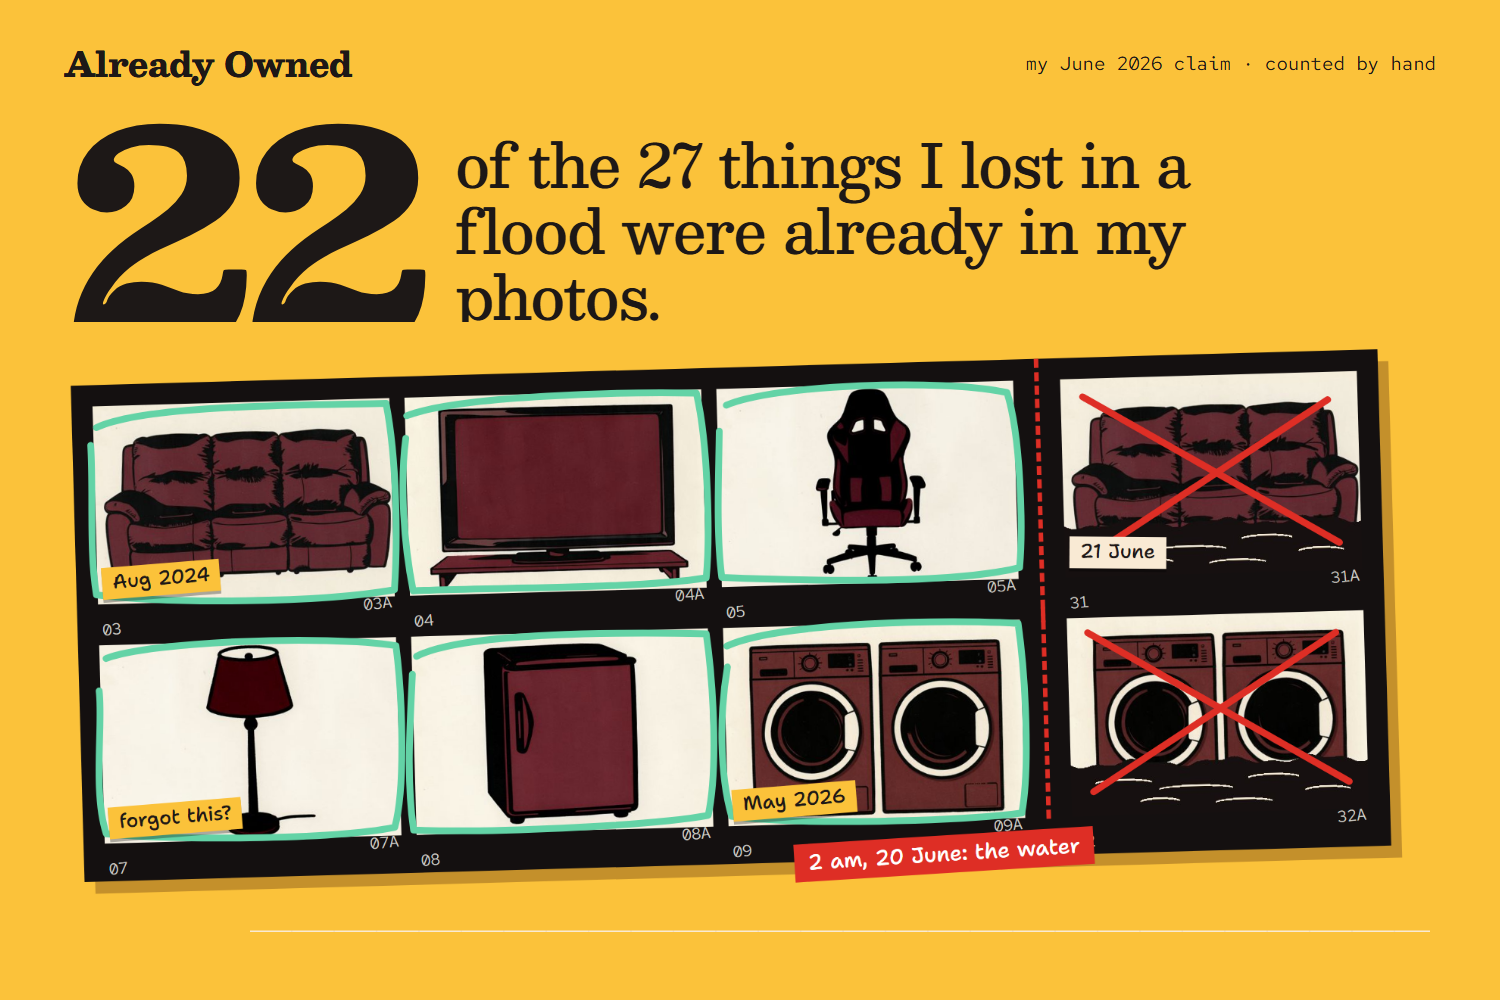 Already Owned
my June 2026 claim · counted by hand
22
of the 27 things I lost in a
flood were already in my
photos.
Aug 2024
03
03A
04
04A
05
05A
21 June
31
31A
forgot this?
07
07A
08
08A
May 2026
09
09A
32A
2 am, 20 June: the water